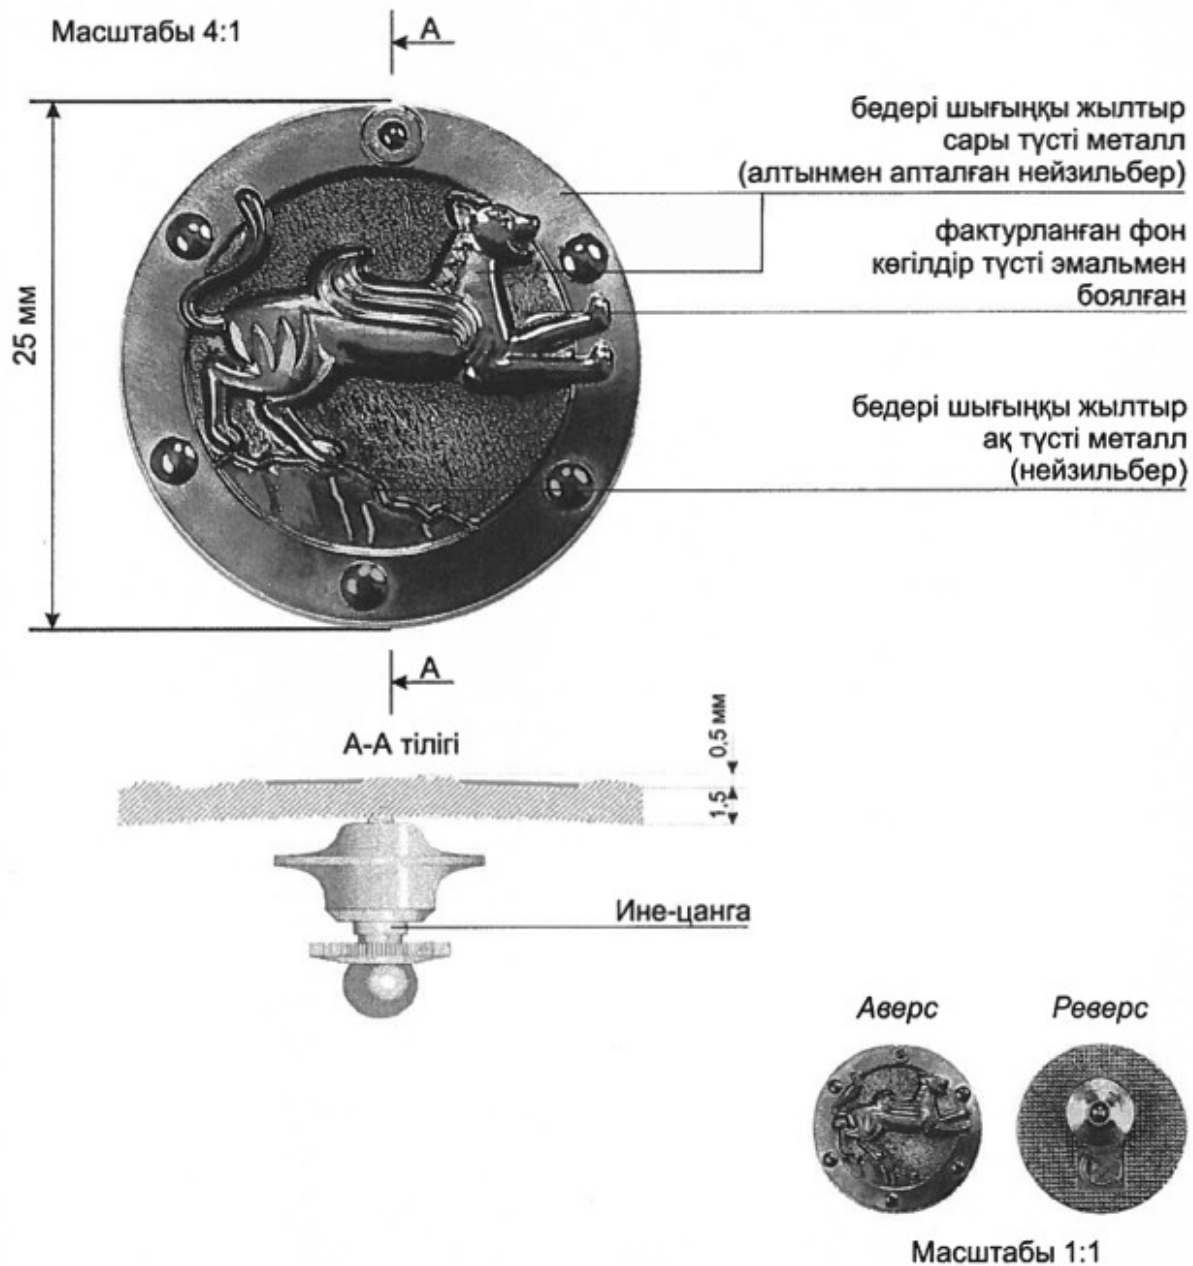 Масштабы 4:1
А
бедері шығыңқы жылтыр
сары түсті металл
(алтынмен апталған нейзильбер)
фактурланған фон
көгілдір түсті эмальмен
боялған
25 мм
бедері шығыңқы жылтыр
ақ түсті металл
(нейзильбер)
А
А-А тілігі
0,5 мм
1,5
Ине-цанга
Аверс
Реверс
Масштабы 1:1